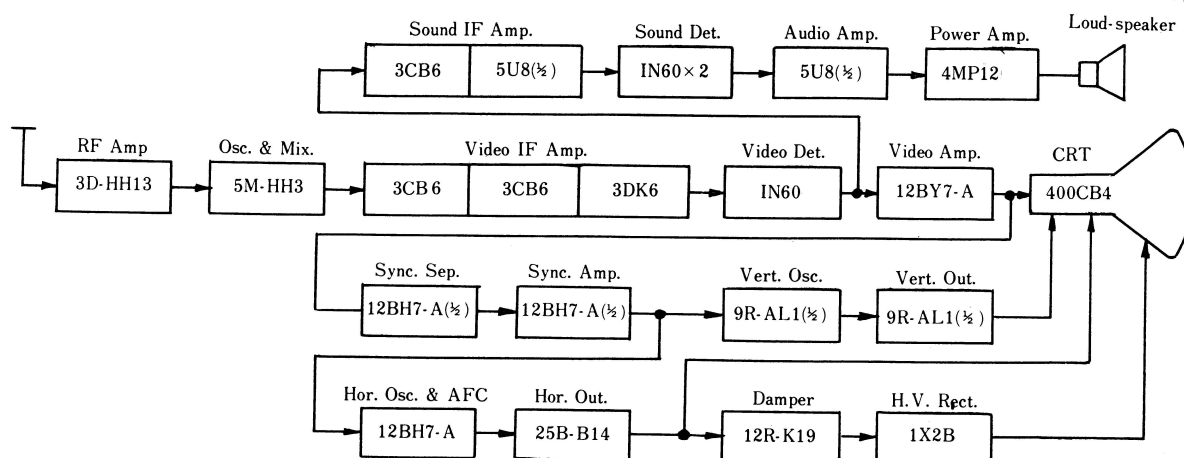 Loud-speaker
Sound IF Amp. Sound Det. Audio Amp. Power Amp.
3CB6 5U8(½) IN60×2 5U8(½) 4MP12
RF Amp Osc. & Mix. Video IF Amp. Video Det. Video Amp. CRT
3D-HH13 5M-HH3 3CB6 3CB6 3DK6 IN60 12BY7-A 400CB4
Sync. Sep. Sync. Amp. Vert. Osc. Vert. Out.
12BH7-A(½) 12BH7-A(½) 9R-AL1(½) 9R-AL1(½)
Hor. Osc. & AFC Hor. Out. Damper H.V. Rect.
12BH7-A 25B-B14 12R-K19 1X2B